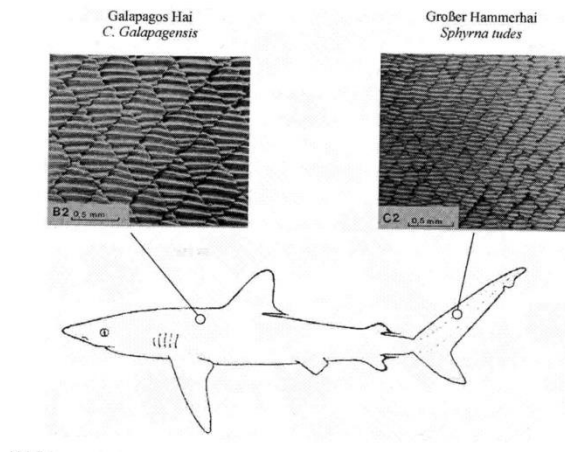 Galapagos Hai
C. Galapagensis
Großer Hammerhai
Sphyrna tudes
B2 0,5 mm
C2 0,5 mm